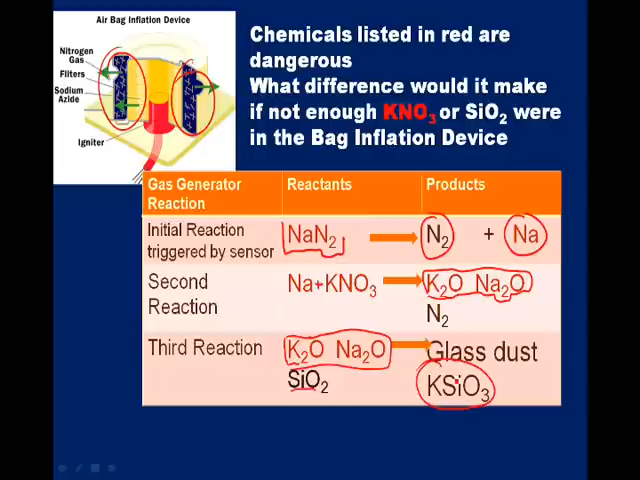 Air Bag Inflation Device
Nitrogen
Gas
Filters
Sodium
Azide
Igniter
Chemicals listed in red are
dangerous
What difference would it make
if not enough KNO₃ or SiO₂ were
in the Bag Inflation Device
Gas Generator
Reaction
Reactants
Products
Initial Reaction
triggered by sensor
NaN₂
N₂ + Na
Second
Reaction
Na+KNO₃
K₂O Na₂O
N₂
Third Reaction
K₂O Na₂O
SiO₂
Glass dust
KSiO₃